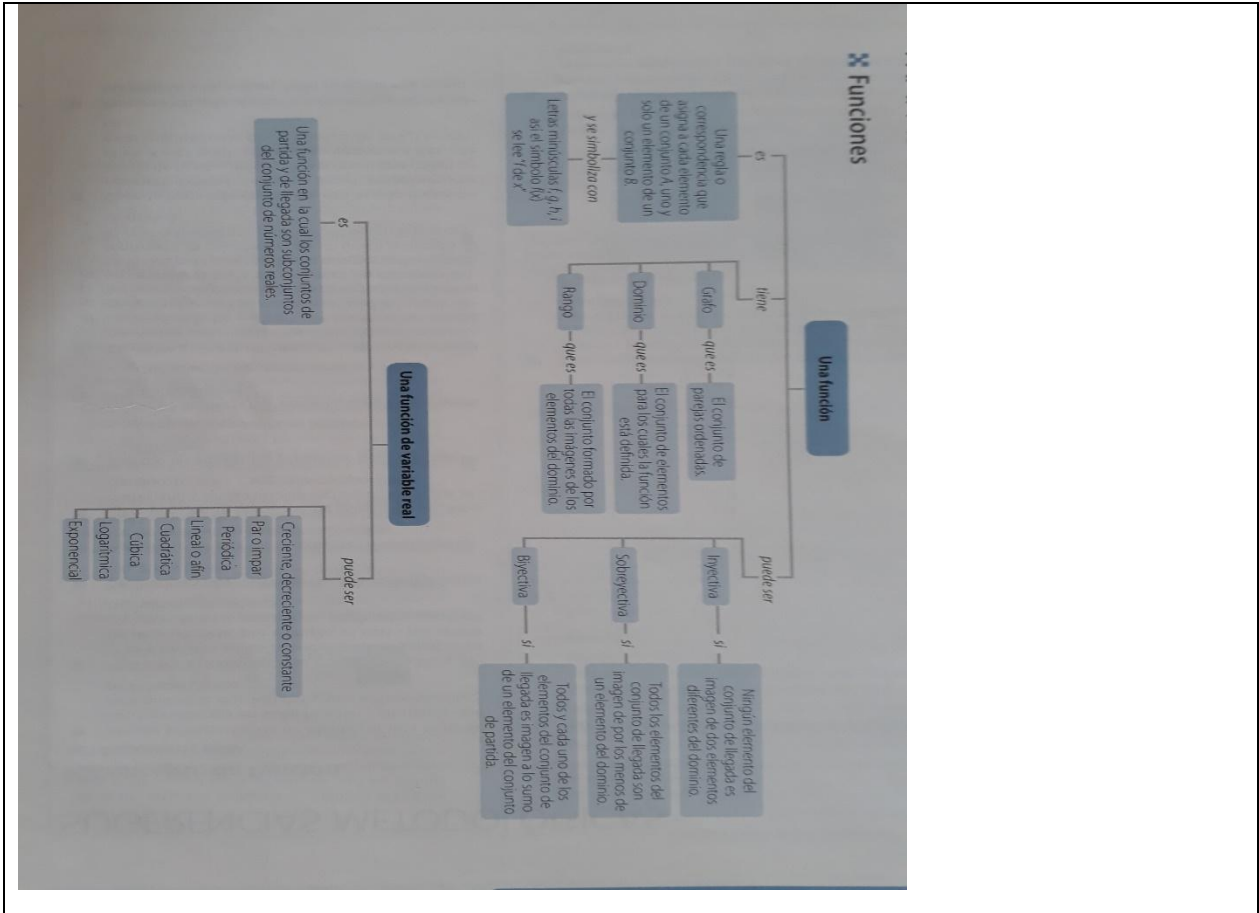 Funciones
Una función
es
tiene
puede ser
Una regla o
correspondencia que
asigna a cada elemento
de un conjunto A, uno y
solo un elemento de un
conjunto B.
y se simboliza con
Letras minúsculas f, g, h, i
así el símbolo f(x)
se lee "f de x"
Grafo
que es
El conjunto de
parejas ordenadas.
Dominio
que es
El conjunto de elementos
para los cuales la función
está definida.
Rango
que es
El conjunto formado por
todas las imágenes de los
elementos del dominio.
Inyectiva
si
Ningún elemento del
conjunto de llegada es
imagen de dos elementos
diferentes del dominio.
Sobreyectiva
si
Todos los elementos del
conjunto de llegada son
imagen de por los menos de
un elemento del dominio.
Biyectiva
si
Todos y cada uno de los
elementos del conjunto de
llegada es imagen a lo sumo
de un elemento del conjunto
de partida.
Una función de variable real
es
puede ser
Una función en la cual los conjuntos de
partida y de llegada son subconjuntos
del conjunto de números reales.
Creciente, decreciente o constante
Par o impar
Periódica
Lineal o afín
Cuadrática
Cúbica
Logarítmica
Exponencial